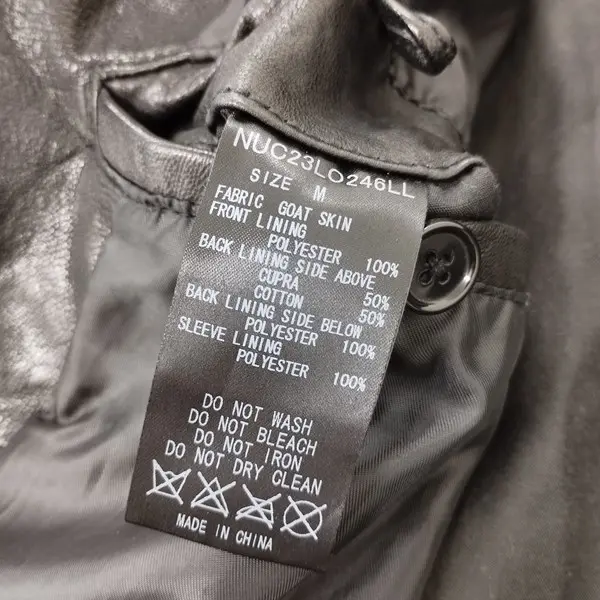 NUC23LO246LL
SIZE M
FABRIC GOAT SKIN
FRONT LINING
POLYESTER 100%
BACK LINING SIDE ABOVE
CUPRA 50%
COTTON 50%
BACK LINING SIDE BELOW
POLYESTER 100%
SLEEVE LINING
POLYESTER 100%
DO NOT WASH
DO NOT BLEACH
DO NOT IRON
DO NOT DRY CLEAN
MADE IN CHINA